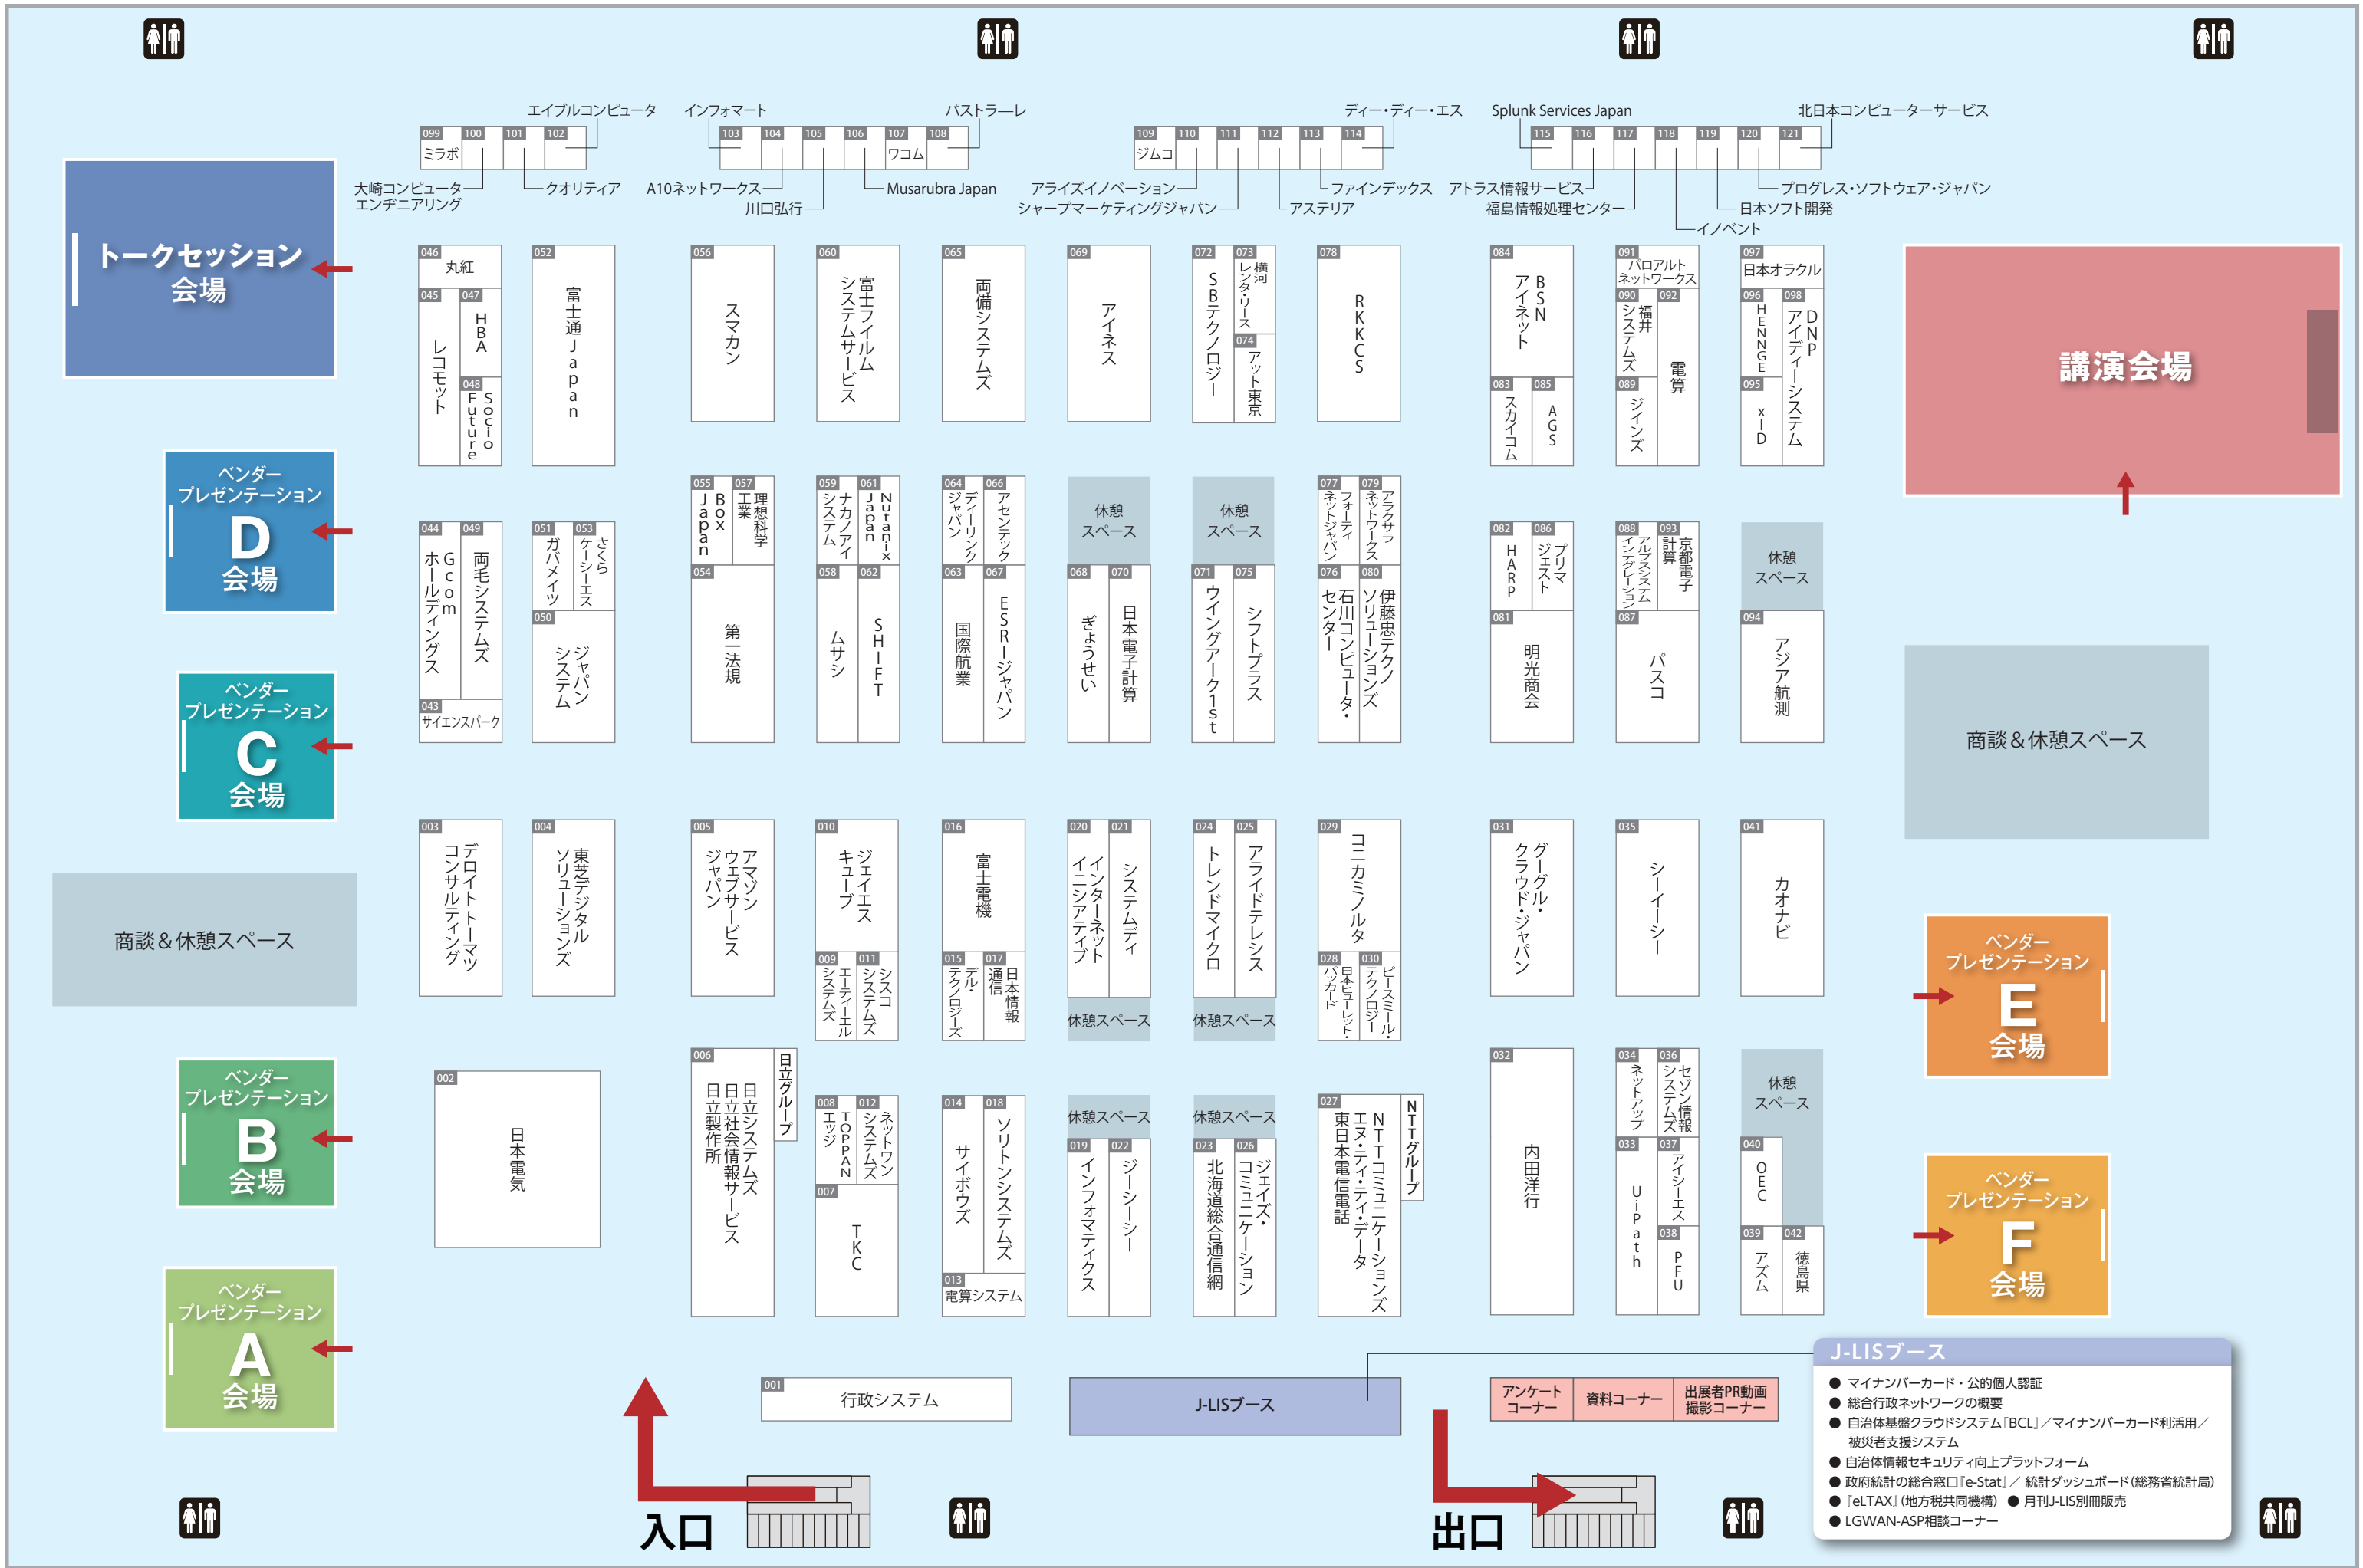 エイブルコンピュータ
インフォマート
パストラーレ
ディー・ディー・エス
Splunk Services Japan
北日本コンピューターサービス
099
100
101
102
103
104
105
106
107
108
109
110
111
112
113
114
115
116
117
118
119
120
121
ミラボ
ワコム
ジムコ
大崎コンピュータ
エンヂニアリング
クオリティア
A10ネットワークス
川口弘行
Musarubra Japan
アライズイノベーション
シャープマーケティングジャパン
アステリア
ファインデックス
アトラス情報サービス
福島情報処理センター
イノベント
日本ソフト開発
プログレス・ソフトウェア・ジャパン
トークセッション
会場
046
丸紅
045
レコモット
047
HBA
048
Socio
Future
052
富士通Japan
056
スマカン
060
富士フイルム
システムサービス
065
両備システムズ
069
アイネス
072
SBテクノロジー
073
横河
レンタ・リース
074
アット東京
078
RKKCS
084
BSN
アイネット
083
スカイコム
085
AGS
091
パロアルト
ネットワークス
090
福井
システムズ
092
電算
089
ジインズ
097
日本オラクル
096
HENNGE
098
DNP
アイディーシステム
095
xID
講演会場
ベンダー
プレゼンテーション
D
会場
044
Gcom
ホールディングス
049
両毛システムズ
043
サイエンスパーク
051
ガバメイツ
053
さくら
ケーシーエス
050
ジャパン
システム
055
Box
Japan
057
理想科学
工業
054
第一法規
059
ナカノアイ
システム
061
Nutanix
Japan
058
ムサシ
062
SHIFT
064
ディーリンク
ジャパン
066
アセンテック
063
国際航業
067
ESRIジャパン
休憩
スペース
068
ぎょうせい
070
日本電子計算
休憩
スペース
071
ウイングアーク1st
075
シフトプラス
077
フォーティ
ネットジャパン
079
アラクサラ
ネットワークス
076
石川コンピュータ・
センター
080
伊藤忠テクノ
ソリューションズ
082
HARP
086
プリマ
ジェスト
081
明光商会
088
アルプスシステム
インテグレーション
093
京都電子
計算
087
パスコ
休憩
スペース
094
アジア航測
商談＆休憩スペース
ベンダー
プレゼンテーション
C
会場
003
デロイト トーマツ
コンサルティング
004
東芝デジタル
ソリューションズ
005
アマゾン
ウェブサービス
ジャパン
010
ジェイエス
キューブ
009
エーティーエル
システムズ
011
シスコ
システムズ
016
富士電機
015
デル・
テクノロジーズ
017
日本情報
通信
020
インターネット
イニシアティブ
021
システムディ
休憩スペース
024
トレンドマイクロ
025
アライドテレシス
休憩スペース
029
コニカミノルタ
028
日本ヒューレット・
パッカード
030
ピースミール・
テクノロジー
031
グーグル・
クラウド・ジャパン
035
シーイーシー
041
カオナビ
商談＆休憩スペース
ベンダー
プレゼンテーション
E
会場
ベンダー
プレゼンテーション
B
会場
002
日本電気
006
日立グループ
日立システムズ
日立社会情報サービス
日立製作所
008
TOPPAN
エッジ
012
ネットワン
システムズ
007
TKC
014
サイボウズ
018
ソリトンシステムズ
013
電算システム
休憩スペース
019
インフォマティクス
022
ジーシーシー
休憩スペース
023
北海道総合通信網
026
ジェイズ・
コミュニケーション
027
NTTグループ
NTTコミュニケーションズ
エヌ・ティ・ティ・データ
東日本電信電話
032
内田洋行
034
ネットアップ
036
セゾン情報
システムズ
033
UiPath
037
アイシーエス
038
PFU
休憩
スペース
040
OEC
039
アズム
042
徳島県
ベンダー
プレゼンテーション
F
会場
ベンダー
プレゼンテーション
A
会場
001
行政システム
J-LISブース
アンケート
コーナー
資料コーナー
出展者PR動画
撮影コーナー
入口
出口
J-LISブース
● マイナンバーカード・公的個人認証
● 総合行政ネットワークの概要
● 自治体基盤クラウドシステム『BCL』／マイナンバーカード利活用／
被災者支援システム
● 自治体情報セキュリティ向上プラットフォーム
● 政府統計の総合窓口『e-Stat』／ 統計ダッシュボード（総務省統計局）
● 『eLTAX』（地方税共同機構） ● 月刊J-LIS別冊販売
● LGWAN-ASP相談コーナー